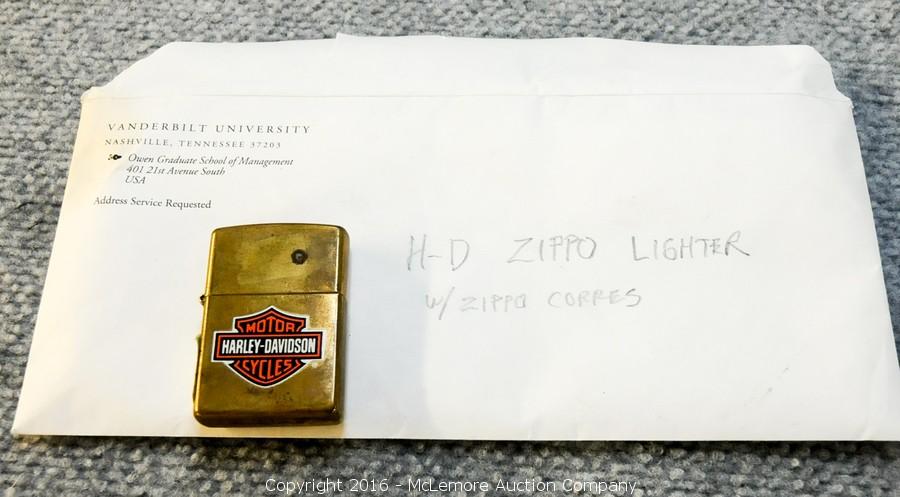 VANDERBILT UNIVERSITY
NASHVILLE, TENNESSEE 37203
Owen Graduate School of Management
401 21st Avenue South
USA
Address Service Requested
H-D ZIPPO LIGHTER
W/ ZIPPO CORRES
MOTOR
HARLEY-DAVIDSON
CYCLES
Copyright 2016 - McLemore Auction Company